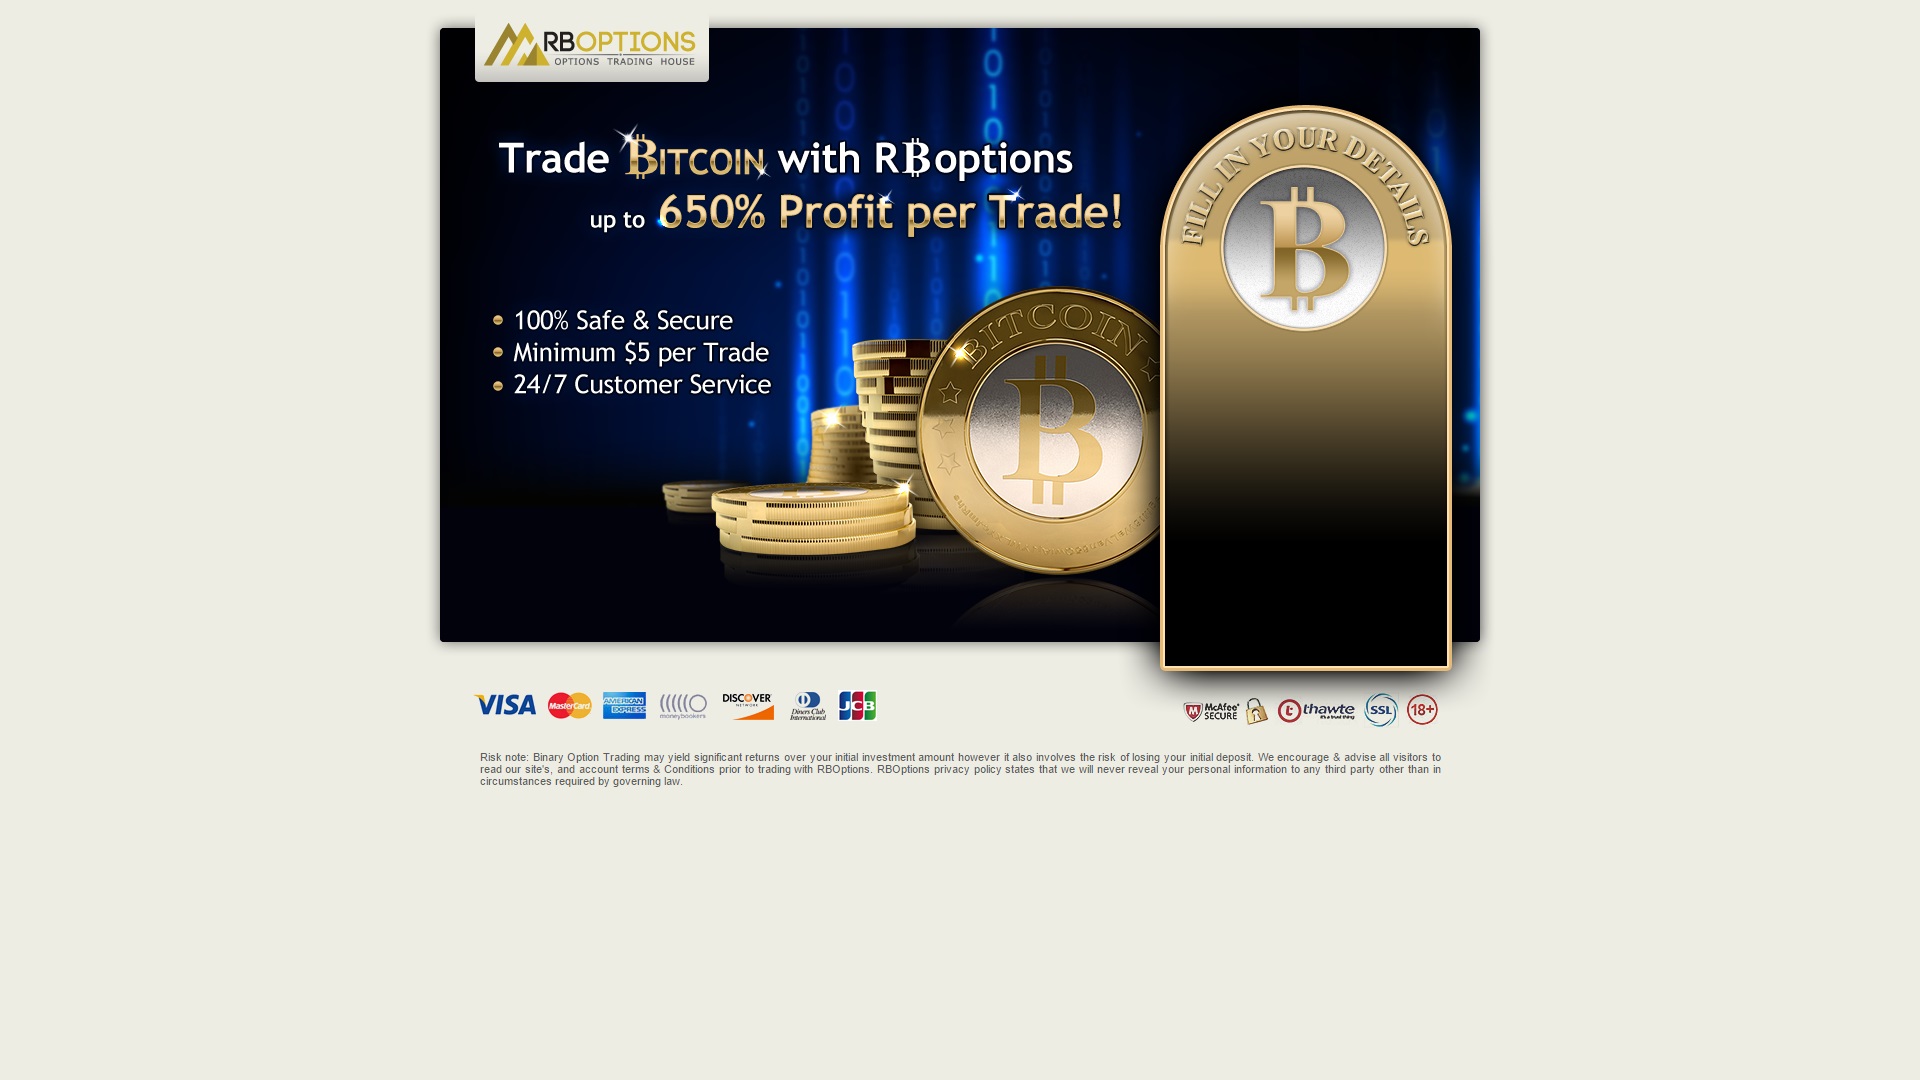 RBOPTIONS
OPTIONS TRADING HOUSE
Trade BITCOIN with RBoptions
up to 650% Profit per Trade!
100% Safe & Secure
Minimum $5 per Trade
24/7 Customer Service
BITCOIN
B
FILL IN YOUR DETAILS
B
VISA
MasterCard
AMERICAN EXPRESS
moneybookers
DISCOVER
NETWORK
Diners Club
International
JCB
McAfee
SECURE
thawte
it's a trust thing
SSL
18+
Risk note: Binary Option Trading may yield significant returns over your initial investment amount however it also involves the risk of losing your initial deposit. We encourage & advise all visitors to
read our site's, and account terms & Conditions prior to trading with RBOptions. RBOptions privacy policy states that we will never reveal your personal information to any third party other than in
circumstances required by governing law.